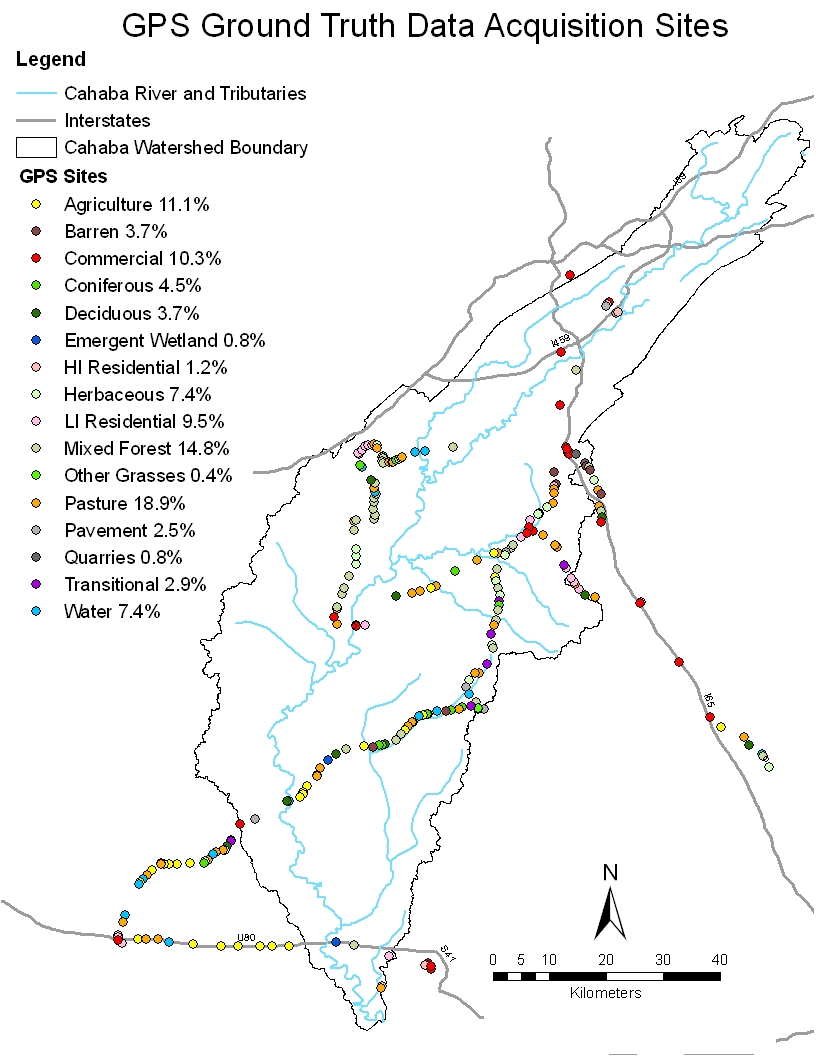 GPS Ground Truth Data Acquisition Sites
Legend
Cahaba River and Tributaries
Interstates
Cahaba Watershed Boundary
GPS Sites
Agriculture 11.1%
Barren 3.7%
Commercial 10.3%
Coniferous 4.5%
Deciduous 3.7%
Emergent Wetland 0.8%
HI Residential 1.2%
Herbaceous 7.4%
LI Residential 9.5%
Mixed Forest 14.8%
Other Grasses 0.4%
Pasture 18.9%
Pavement 2.5%
Quarries 0.8%
Transitional 2.9%
Water 7.4%
I59
I459
I65
U80
S41
N
0 5 10 20 30 40
Kilometers